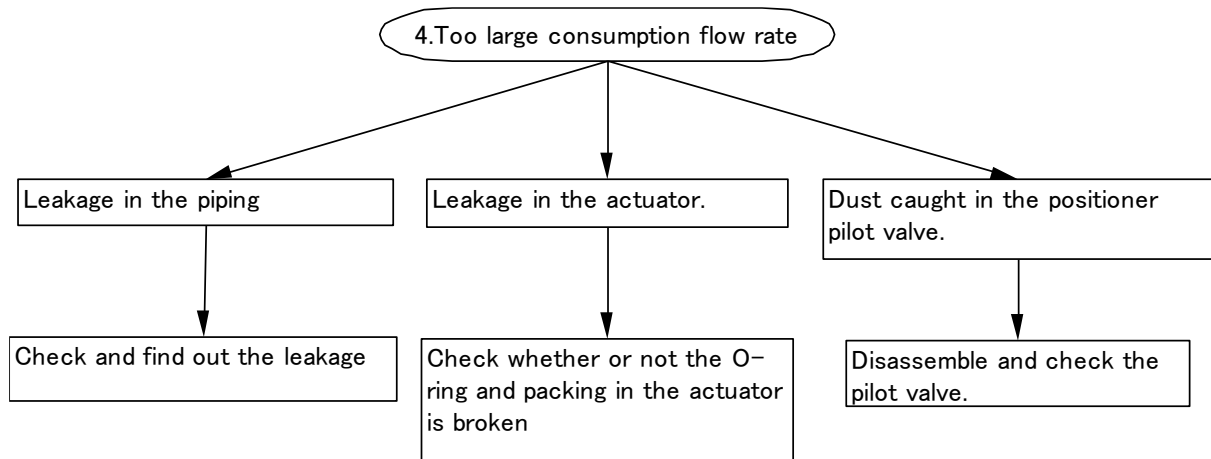 4.Too large consumption flow rate
Leakage in the piping
Leakage in the actuator.
Dust caught in the positioner
pilot valve.
Check and find out the leakage
Check whether or not the O-
ring and packing in the actuator
is broken
Disassemble and check the
pilot valve.